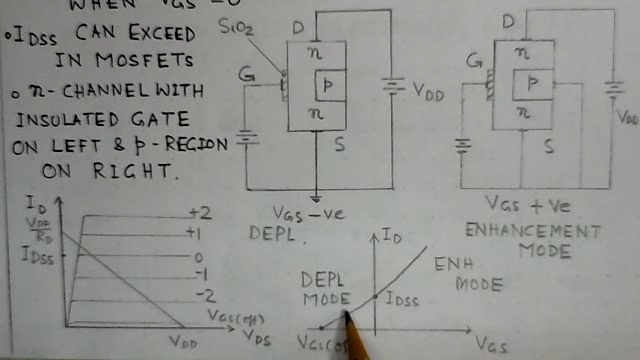 WHEN VGS = 0
• IDSS CAN EXCEED
IN MOSFETS
• n-CHANNEL WITH
INSULATED GATE
ON LEFT & p-REGION
ON RIGHT.
SiO2
D
n
G
p
n
S
VDD
VGS -ve
DEPL.
D
n
G
p
n
S
VDD
VGS +ve
ENHANCEMENT
MODE
ID
VDD
RD
IDSS
+2
+1
0
-1
-2
VGS(off)
VDD
VDS
ID
DEPL
MODE
ENH
MODE
IDSS
VGS